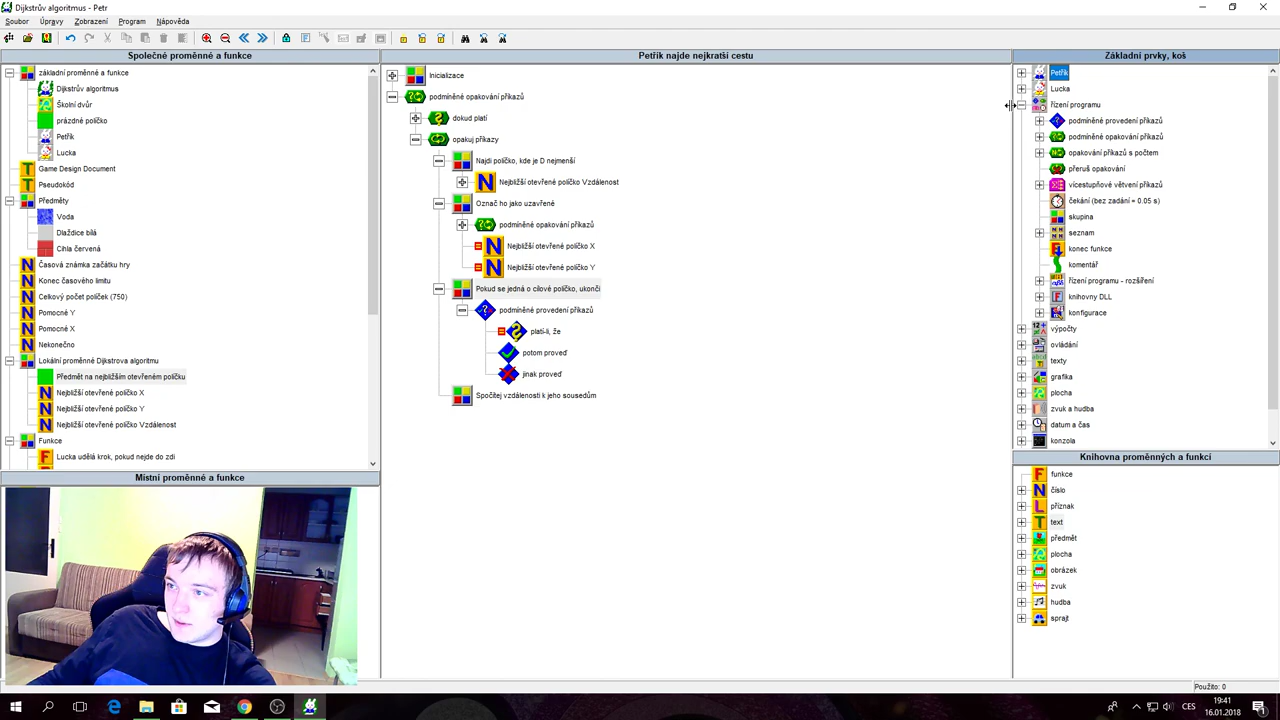 Dijkstrův algoritmus - Petr
Soubor Úpravy Zobrazení Program Nápověda
Společné proměnné a funkce
základní proměnné a funkce
Dijkstrův algoritmus
Školní dvůr
prázdné políčko
Petřík
Lucka
Game Design Document
Pseudokód
Předměty
Voda
Dlaždice bílá
Cihla červená
Časová známka začátku hry
Konec časového limitu
Celkový počet políček (750)
Pomocné Y
Pomocné X
Nekonečno
Lokální proměnné Dijkstrova algoritmu
Předmět na nejbližším otevřeném políčku
Nejbližší otevřené políčko X
Nejbližší otevřené políčko Y
Nejbližší otevřené políčko Vzdálenost
Funkce
Lucka udělá krok, pokud nejde do zdi
Místní proměnné a funkce
Petřík najde nejkratší cestu
Inicializace
podmíněné opakování příkazů
dokud platí
opakuj příkazy
Najdi políčko, kde je D nejmenší
Nejbližší otevřené políčko Vzdálenost
Označ ho jako uzavřené
podmíněné opakování příkazů
Nejbližší otevřené políčko X
Nejbližší otevřené políčko Y
Pokud se jedná o cílové políčko, ukonči
podmíněné provedení příkazů
platí-li, že
potom proveď
jinak proveď
Spočítej vzdálenosti k jeho sousedům
Základní prvky, koš
Petřík
Lucka
řízení programu
podmíněné provedení příkazů
podmíněné opakování příkazů
opakování příkazů s počtem
přeruš opakování
vícestupňové větvení příkazů
čekání (bez zadání = 0.05 s)
skupina
seznam
konec funkce
komentář
řízení programu - rozšíření
knihovny DLL
konfigurace
výpočty
ovládání
texty
grafika
plocha
zvuk a hudba
datum a čas
konzola
Knihovna proměnných a funkcí
funkce
číslo
příznak
text
předmět
plocha
obrázek
zvuk
hudba
sprajt
Použito: 0
CES
19:41
16.01.2018